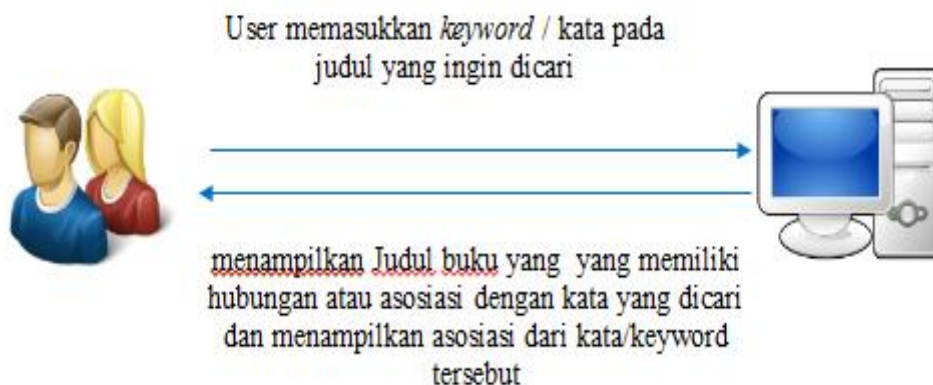 User memasukkan keyword / kata pada
judul yang ingin dicari
menampilkan Judul buku yang yang memiliki
hubungan atau asosiasi dengan kata yang dicari
dan menampilkan asosiasi dari kata/keyword
tersebut